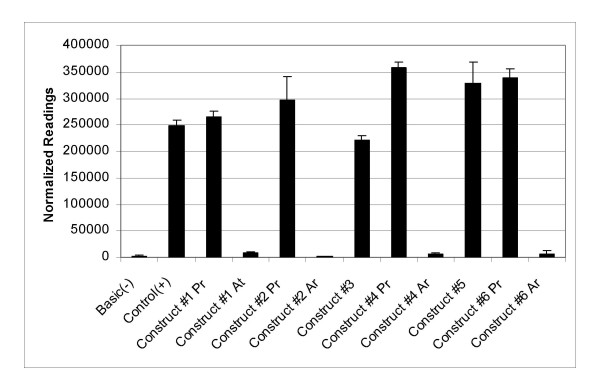 400000
350000
300000
250000
200000
150000
100000
50000
0
Normalized Readings
Basic(-)
Control(+)
Construct #1 Pr
Construct #1 At
Construct #2 Pr
Construct #2 Ar
Construct #3
Construct #4 Pr
Construct #4 Ar
Construct #5
Construct #6 Pr
Construct #6 Ar